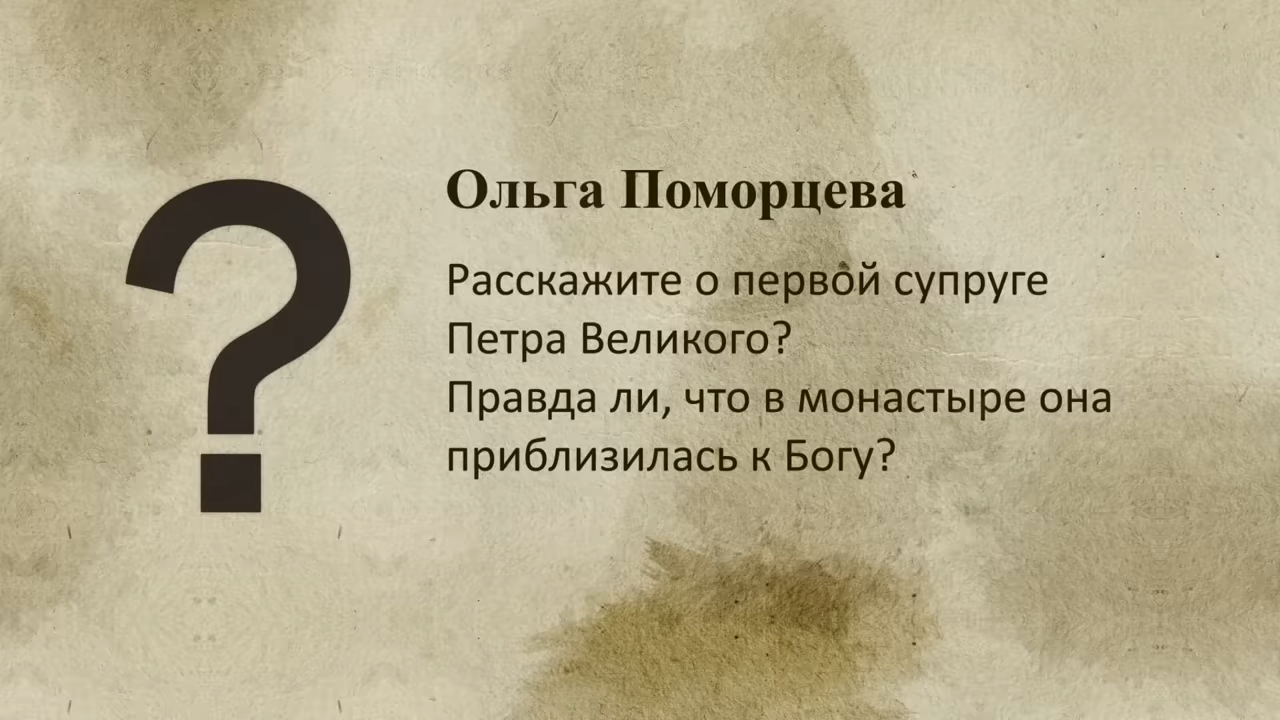 ?
Ольга Поморцева
Расскажите о первой супруге
Петра Великого?
Правда ли, что в монастыре она
приблизилась к Богу?